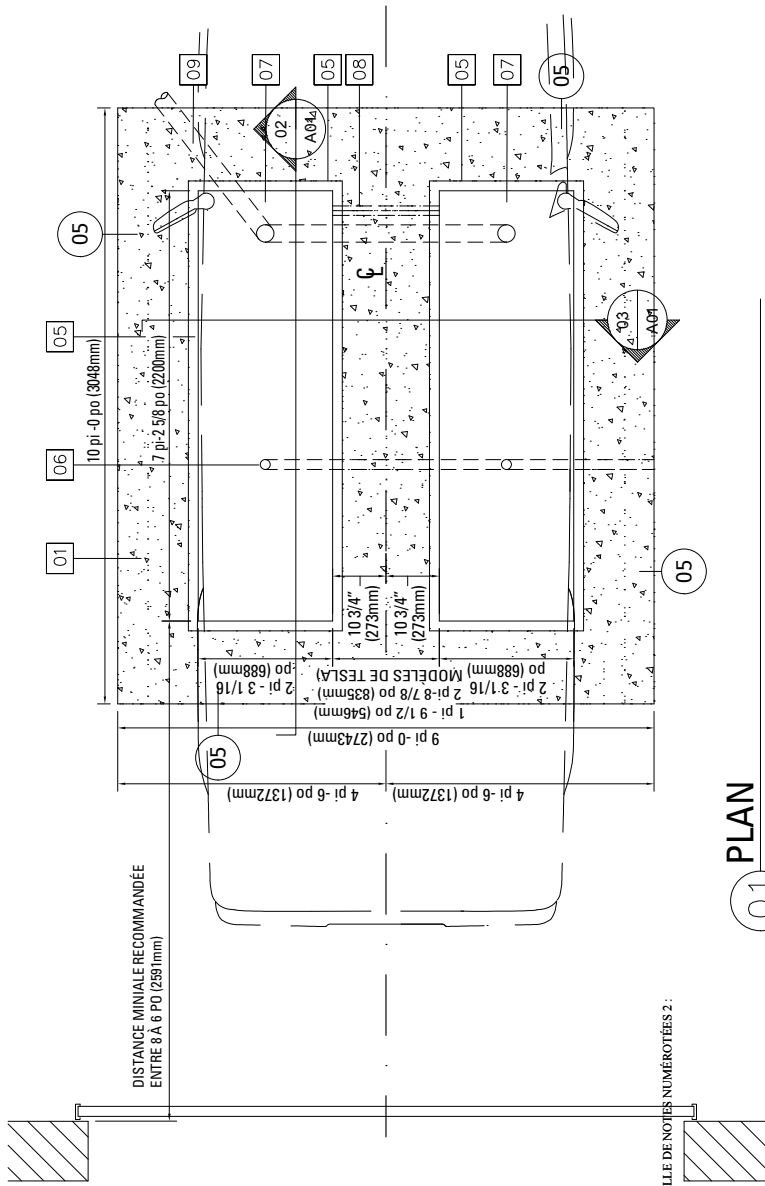 09
07
05
08
05
07
05
02
A01
05
05
10 pi -0 po (3048mm)
7 pi-2 5/8 po (2200mm)
CL
03
A01
06
01
05
10 3/4"
(273mm)
10 3/4"
(273mm)
2 pi - 3 1/16
po (688mm)
2 pi-8 7/8 po (835mm)
MODÈLES DE TESLA)
2 pi - 3 1/16
po (688mm)
1 pi - 9 1/2 po (546mm)
9 pi -0 po (2743mm)
05
4 pi -6 po (1372mm)
4 pi -6 po (1372mm)
DISTANCE MINIALE RECOMMANDÉE
ENTRE 8 À 6 PO (2591mm)
01
PLAN
LLE DE NOTES NUMÉROTÉES 2 :